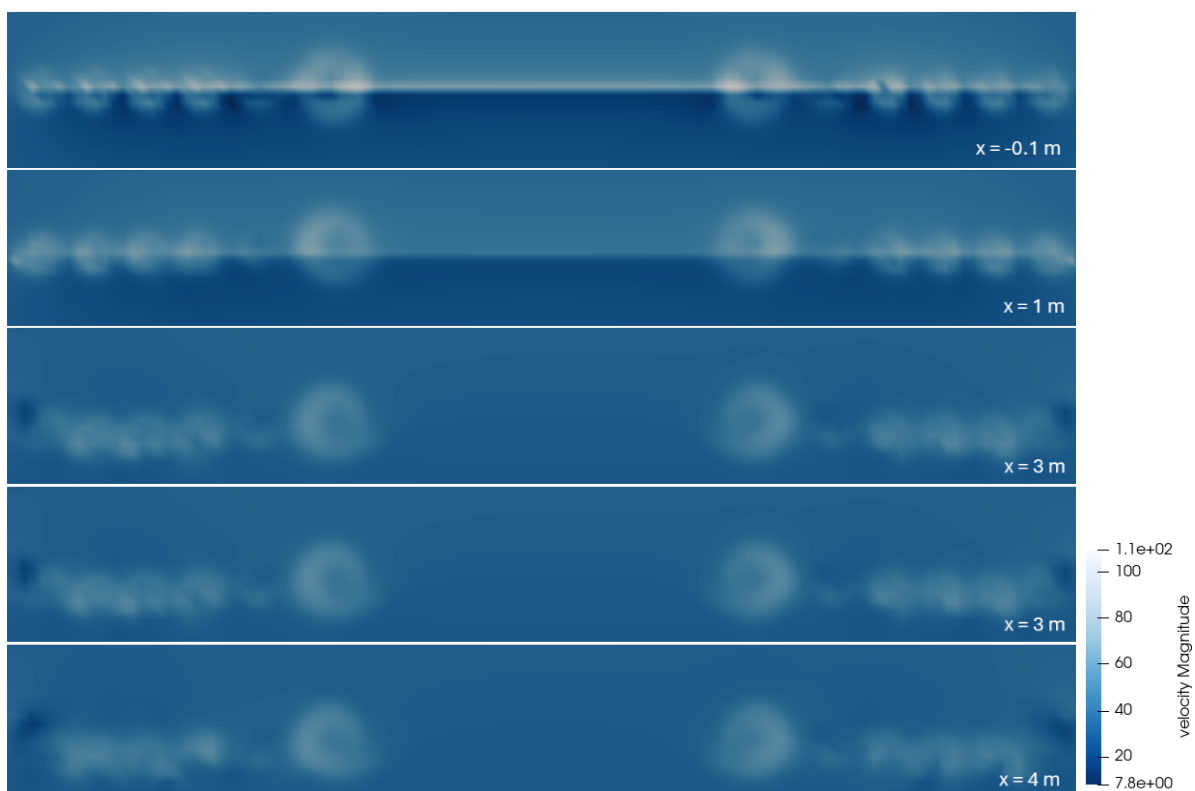 x = -0.1 m
x = 1 m
x = 3 m
x = 3 m
x = 4 m
1.1e+02
100
80
60
40
20
7.8e+00
velocity Magnitude